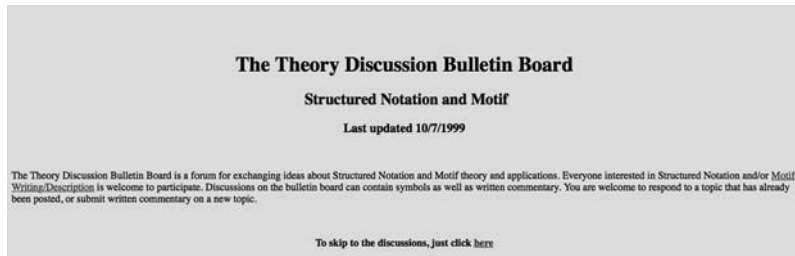 The Theory Discussion Bulletin Board
Structured Notation and Motif
Last updated 10/7/1999
The Theory Discussion Bulletin Board is a forum for exchanging ideas about Structured Notation and Motif theory and applications. Everyone interested in Structured Notation and/or Motif
Writing/Description is welcome to participate. Discussions on the bulletin board can contain symbols as well as written commentary. You are welcome to respond to a topic that has already
been posted, or submit written commentary on a new topic.
To skip to the discussions, just click here